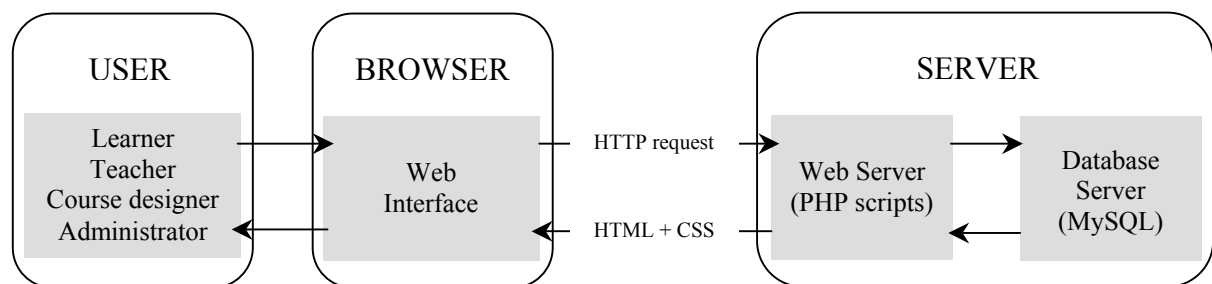 USER
Learner
Teacher
Course designer
Administrator
BROWSER
Web
Interface
HTTP request
HTML + CSS
SERVER
Web Server
(PHP scripts)
Database
Server
(MySQL)